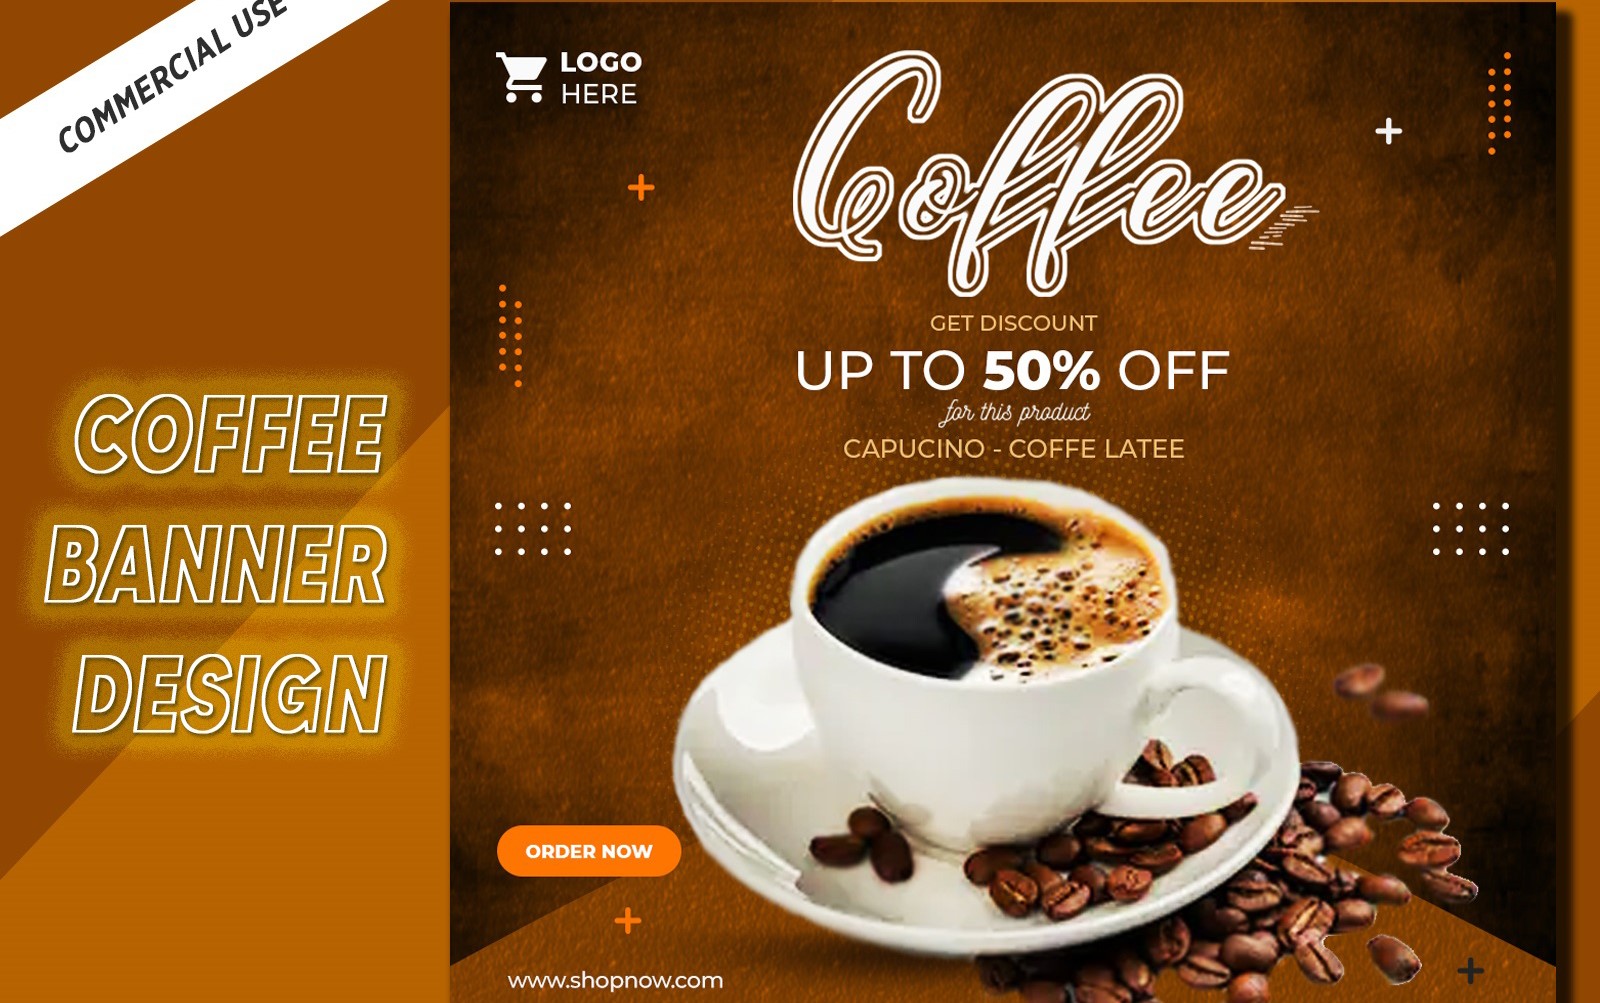 COMMERCIAL USE
COFFEE
BANNER
DESIGN
LOGO
HERE
Coffee
GET DISCOUNT
UP TO 50% OFF
for this product
CAPUCINO - COFFE LATEE
ORDER NOW
www.shopnow.com